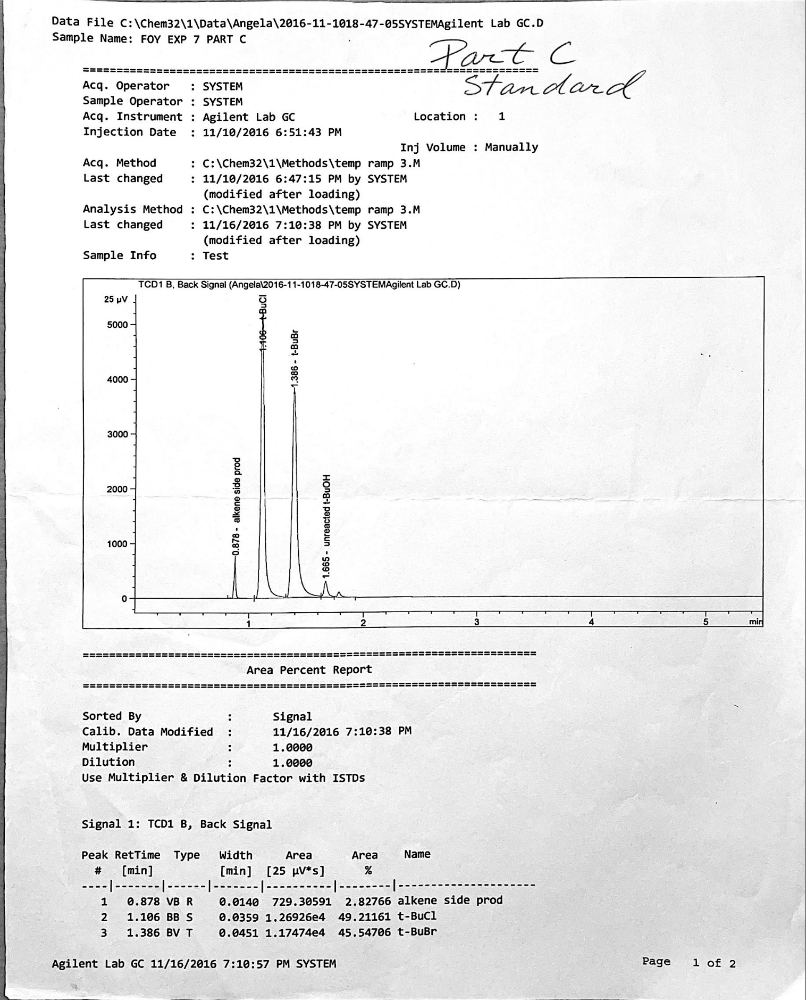 Data File C:\Chem32\1\Data\Angela\2016-11-1018-47-05SYSTEMAgilent Lab GC.D
Sample Name: FOY EXP 7 PART C
Part C
Standard
=====================================================================
Acq. Operator   : SYSTEM
Sample Operator : SYSTEM
Acq. Instrument : Agilent Lab GC                  Location :   1
Injection Date  : 11/10/2016 6:51:43 PM
Inj Volume : Manually
Acq. Method     : C:\Chem32\1\Methods\temp ramp 3.M
Last changed    : 11/10/2016 6:47:15 PM by SYSTEM
(modified after loading)
Analysis Method : C:\Chem32\1\Methods\temp ramp 3.M
Last changed    : 11/16/2016 7:10:38 PM by SYSTEM
(modified after loading)
Sample Info     : Test
TCD1 B, Back Signal (Angela\2016-11-1018-47-05SYSTEMAgilent Lab GC.D)
25 µV
5000
4000
3000
2000
1000
0
0.878 - alkene side prod
1.106 - t-BuCl
1.386 - t-BuBr
1.665 - unreacted t-BuOH
1 2 3 4 5 min
=====================================================================
Area Percent Report
=====================================================================
Sorted By             :      Signal
Calib. Data Modified  :      11/16/2016 7:10:38 PM
Multiplier            :      1.0000
Dilution              :      1.0000
Use Multiplier & Dilution Factor with ISTDs
Signal 1: TCD1 B, Back Signal
Peak RetTime  Type   Width     Area      Area   Name
#   [min]          [min]  [25 µV*s]     %
----|-------|------|-------|----------|--------|---------------------
1   0.878 VB R    0.0140  729.30591  2.82766 alkene side prod
2   1.106 BB S    0.0359 1.26926e4  49.21161 t-BuCl
3   1.386 BV T    0.0451 1.17474e4  45.54706 t-BuBr
Agilent Lab GC 11/16/2016 7:10:57 PM SYSTEM
Page   1 of 2